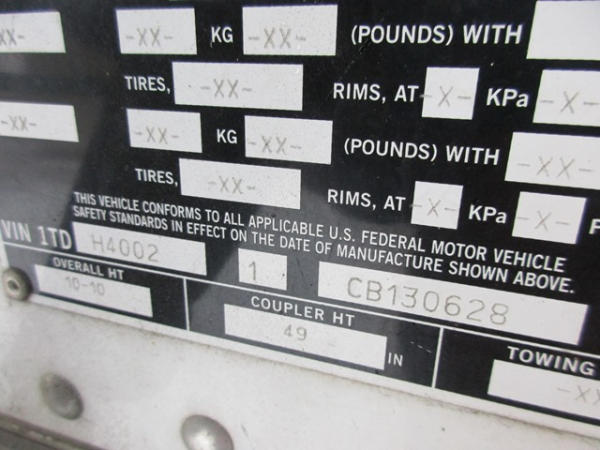 -XX- -XX- KG -XX- (POUNDS) WITH
TIRES, -XX- RIMS, AT -X- KPa -X-
-XX- -XX- KG -XX- (POUNDS) WITH -XX-
TIRES, -XX- RIMS, AT -X- KPa -X-
THIS VEHICLE CONFORMS TO ALL APPLICABLE U.S. FEDERAL MOTOR VEHICLE
SAFETY STANDARDS IN EFFECT ON THE DATE OF MANUFACTURE SHOWN ABOVE.
VIN 1TD H4002 1 CB130628
OVERALL HT COUPLER HT TOWING
10-10 49 IN